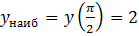 yнаиб = y(π/2) = 2